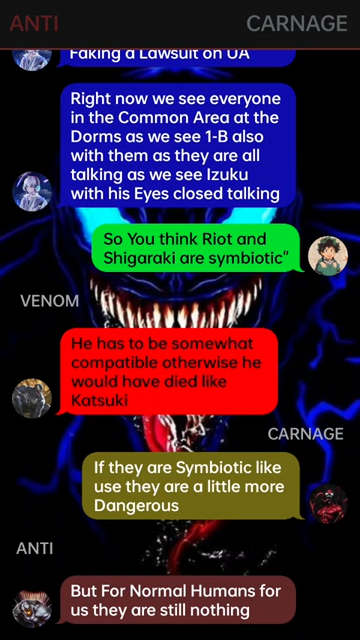 ANTI
CARNAGE
Faking a Lawsuit on UA
Right now we see everyone
in the Common Area at the
Dorms as we see 1-B also
with them as they are all
talking as we see Izuku
with his Eyes closed talking
So You think Riot and
Shigaraki are symbiotic"
VENOM
He has to be somewhat
compatible otherwise he
would have died like
Katsuki
CARNAGE
If they are Symbiotic like
use they are a little more
Dangerous
ANTI
But For Normal Humans for
us they are still nothing